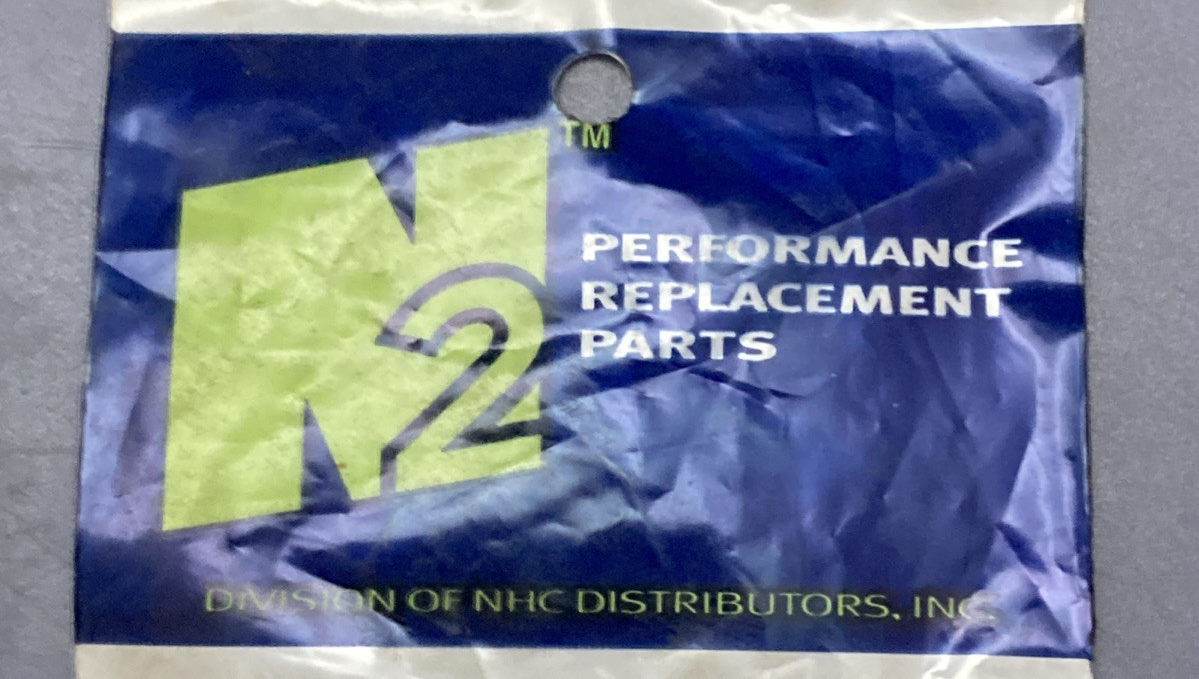 N2™
PERFORMANCE
REPLACEMENT
PARTS
DIVISION OF NHC DISTRIBUTORS, INC.